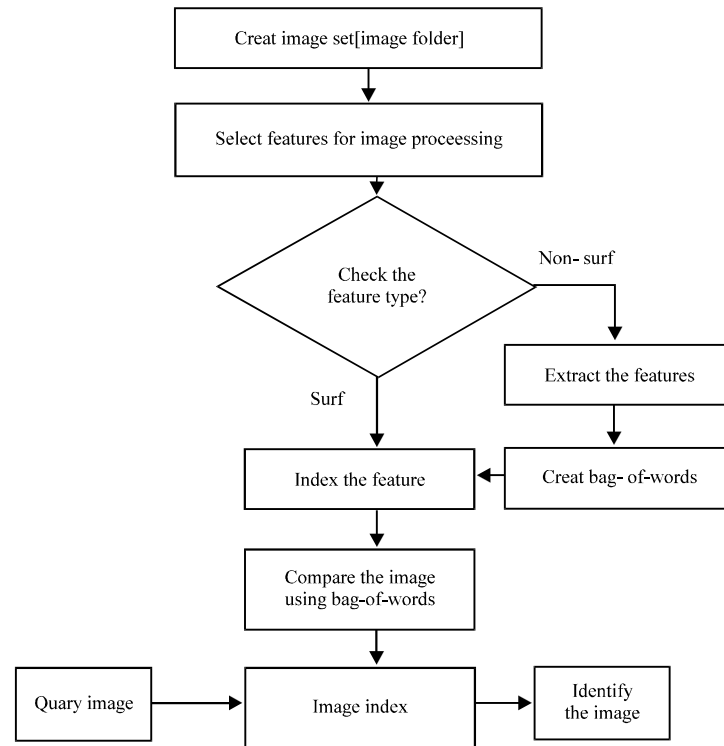 Creat image set[image folder]
Select features for image proceessing
Check the
feature type?
Non- surf
Surf
Extract the features
Creat bag- of-words
Index the feature
Compare the image
using bag-of-words
Quary image
Image index
Identify
the image